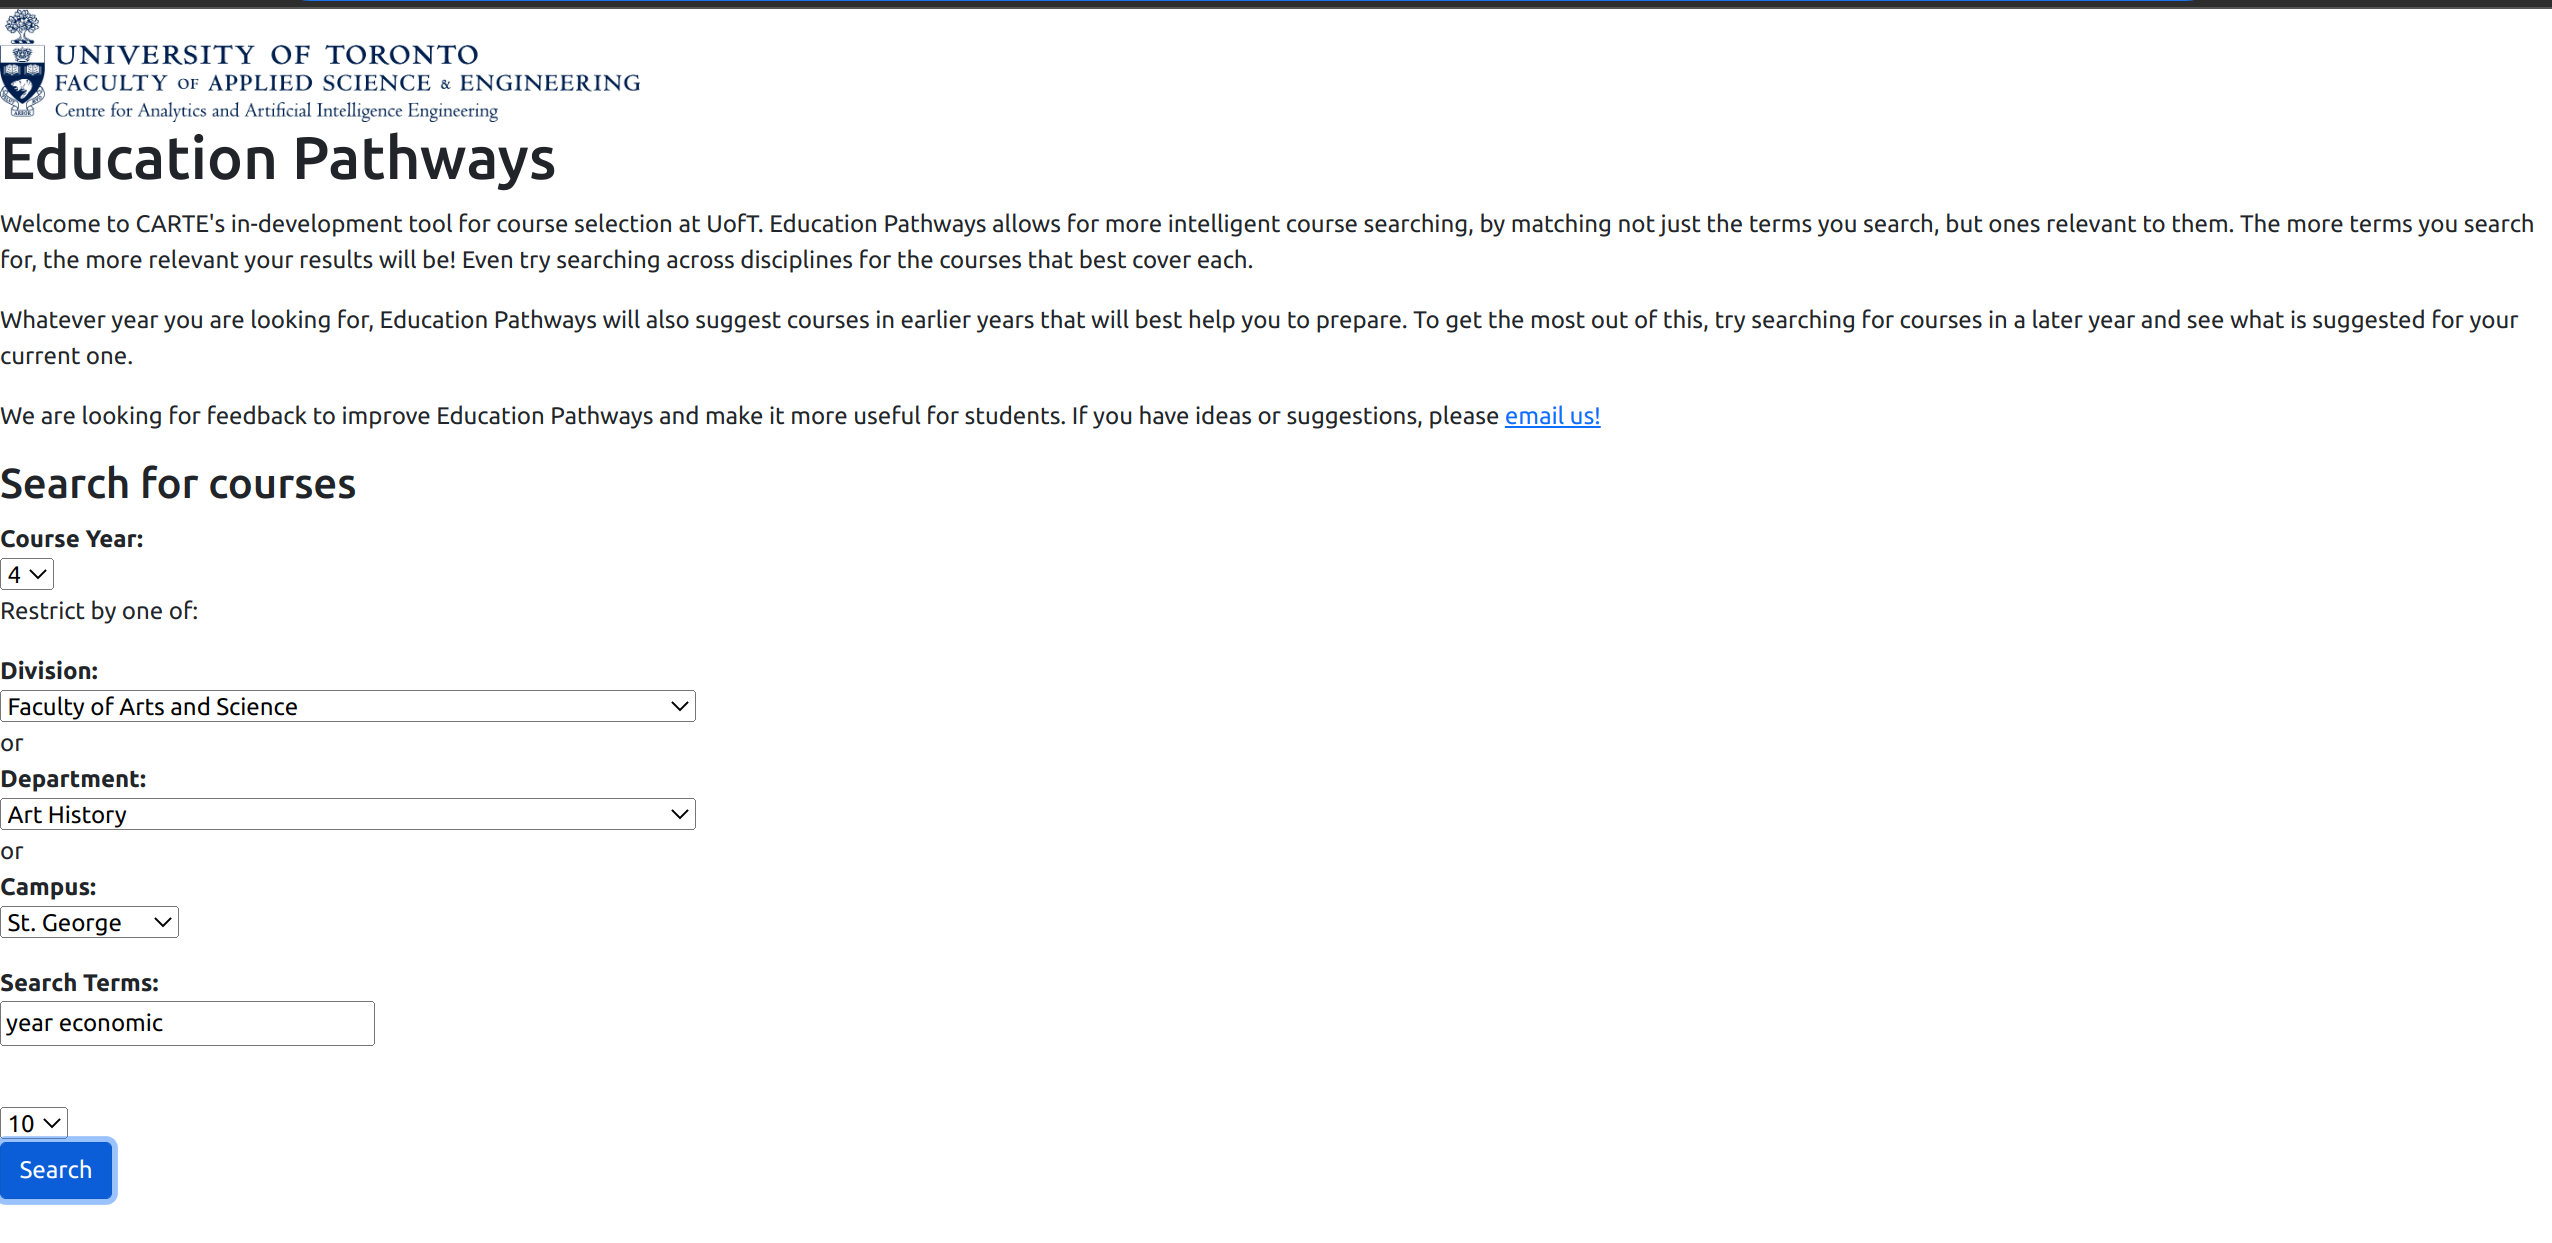 UNIVERSITY OF TORONTO
FACULTY OF APPLIED SCIENCE & ENGINEERING
Centre for Analytics and Artificial Intelligence Engineering
Education Pathways
Welcome to CARTE's in-development tool for course selection at UofT. Education Pathways allows for more intelligent course searching, by matching not just the terms you search, but ones relevant to them. The more terms you search
for, the more relevant your results will be! Even try searching across disciplines for the courses that best cover each.
Whatever year you are looking for, Education Pathways will also suggest courses in earlier years that will best help you to prepare. To get the most out of this, try searching for courses in a later year and see what is suggested for your
current one.
We are looking for feedback to improve Education Pathways and make it more useful for students. If you have ideas or suggestions, please email us!
Search for courses
Course Year:
4
Restrict by one of:
Division:
Faculty of Arts and Science
or
Department:
Art History
or
Campus:
St. George
Search Terms:
year economic
10
Search